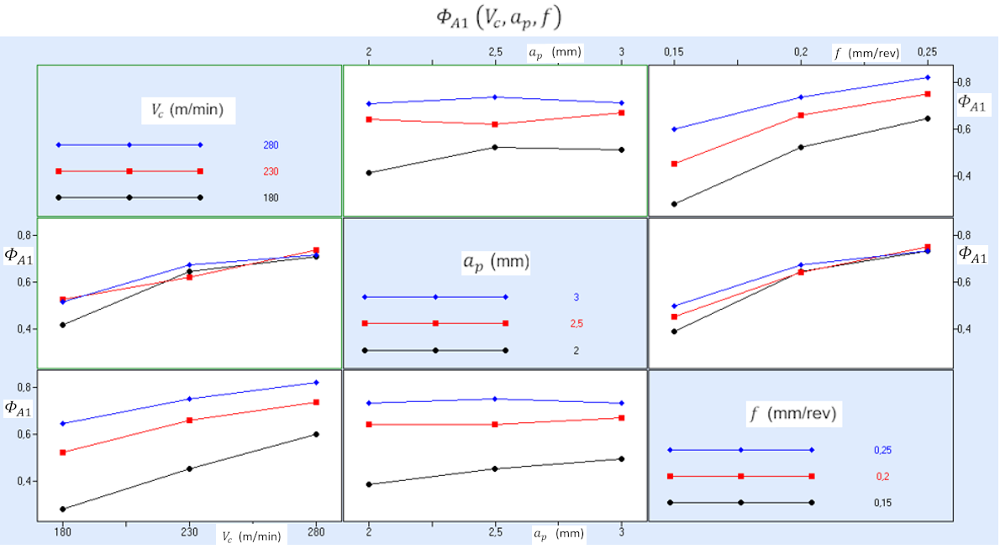 Φ_A1 (V_c, a_p, f)
2 2,5 a_p (mm) 3
0,15 0,2 f (mm/rev) 0,25
V_c (m/min)
280
230
180
0,8
Φ_A1
0,6
0,4
0,8
Φ_A1
0,6
0,4
a_p (mm)
3
2,5
2
0,8
Φ_A1
0,6
0,4
0,8
Φ_A1
0,6
0,4
f (mm/rev)
0,25
0,2
0,15
180 230 V_c (m/min) 280
2 2,5 a_p (mm) 3